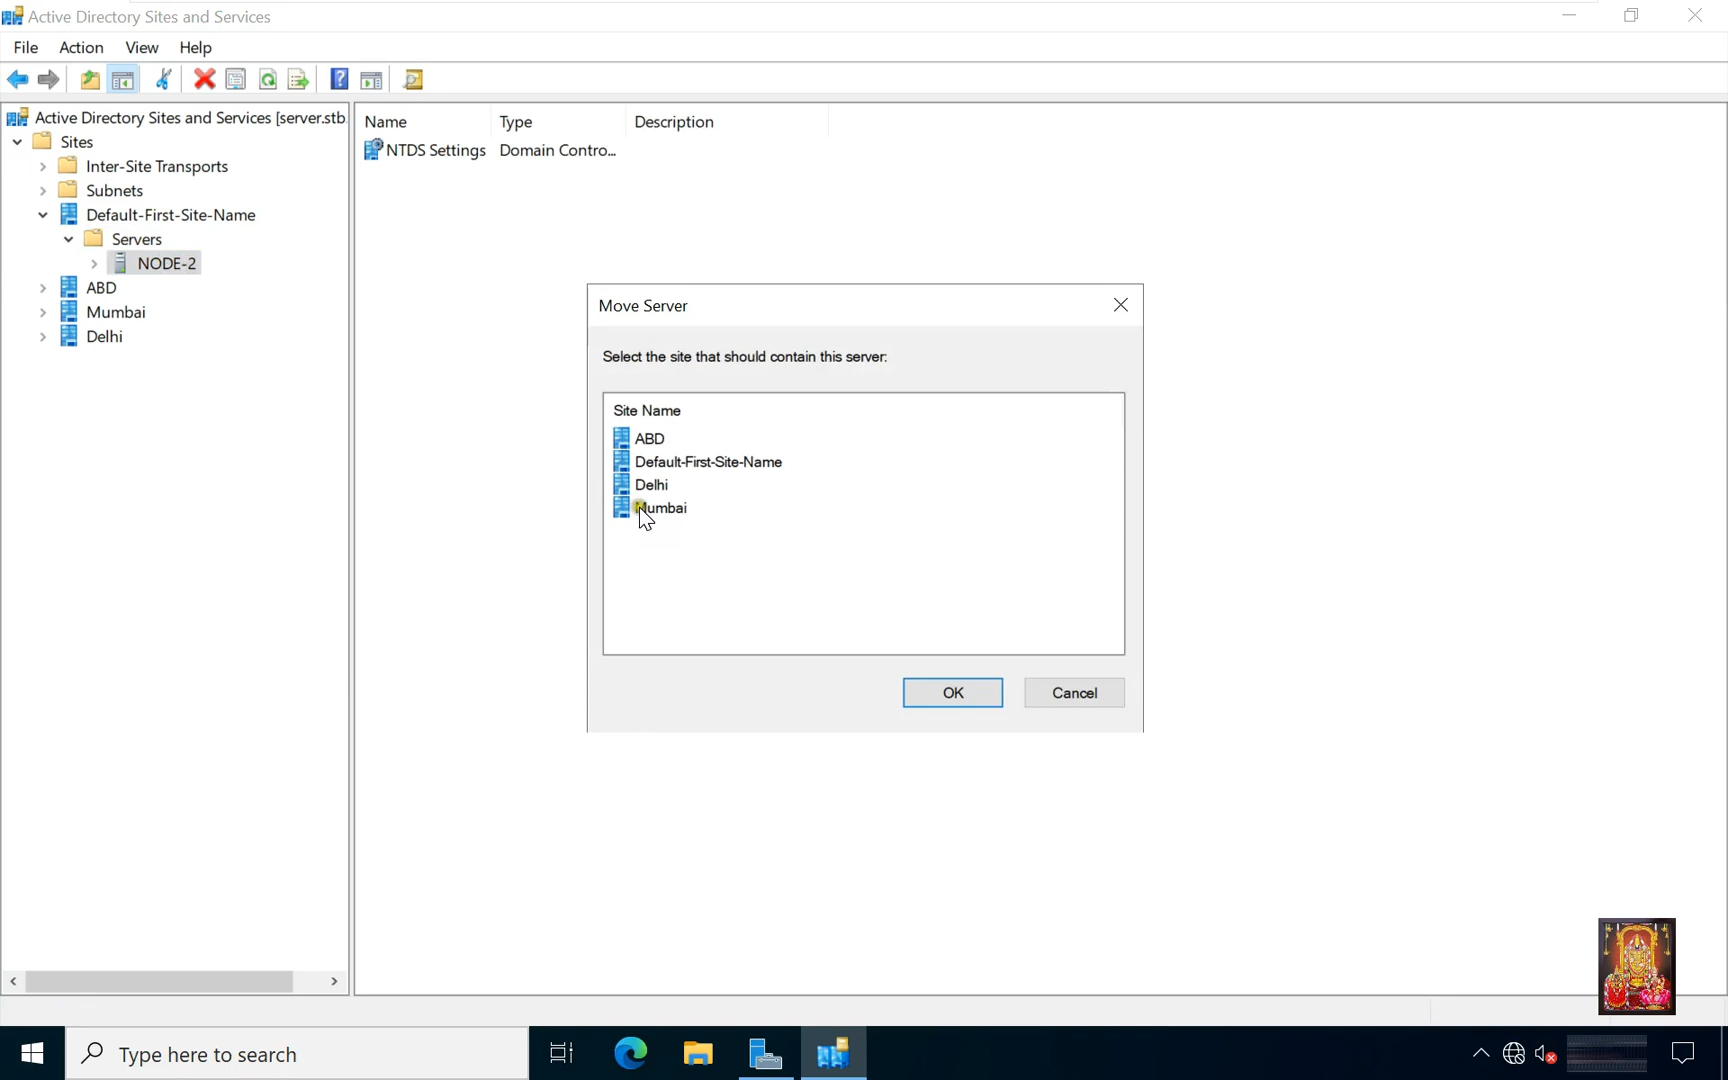 Active Directory Sites and Services
File Action View Help
Active Directory Sites and Services [server.stb
Sites
Inter-Site Transports
Subnets
Default-First-Site-Name
Servers
NODE-2
ABD
Mumbai
Delhi
Name Type Description
NTDS Settings Domain Contro...
Move Server
Select the site that should contain this server:
Site Name
ABD
Default-First-Site-Name
Delhi
Mumbai
OK Cancel
Type here to search